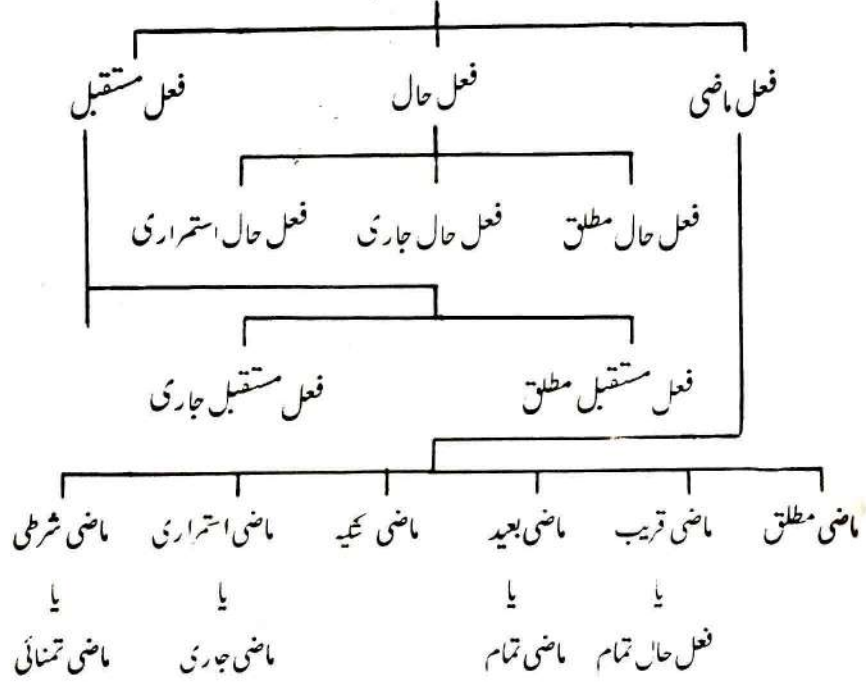 فعل ماضی فعل حال فعل مستقبل
فعل حال مطلق فعل حال جاری فعل حال استمراری
فعل مستقبل مطلق فعل مستقبل جاری
ماضی مطلق ماضی قریب ماضی بعید ماضی شکیہ ماضی استمراری ماضی شرطی
یا یا یا یا
فعل حال تمام ماضی تمام ماضی جاری ماضی تمنائی